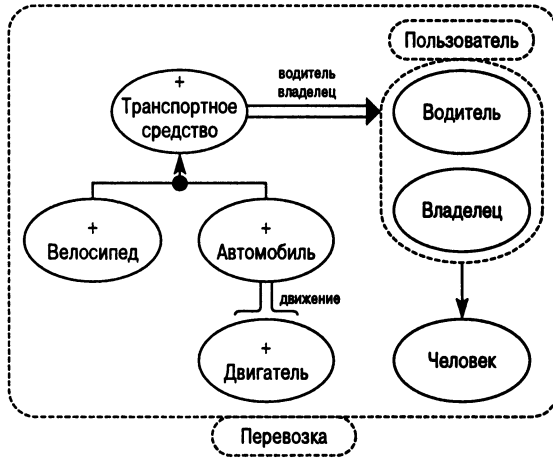 Пользователь
+
Транспортное
средство
водитель
владелец
Водитель
+
Велосипед
+
Автомобиль
Владелец
движение
+
Двигатель
Человек
Перевозка